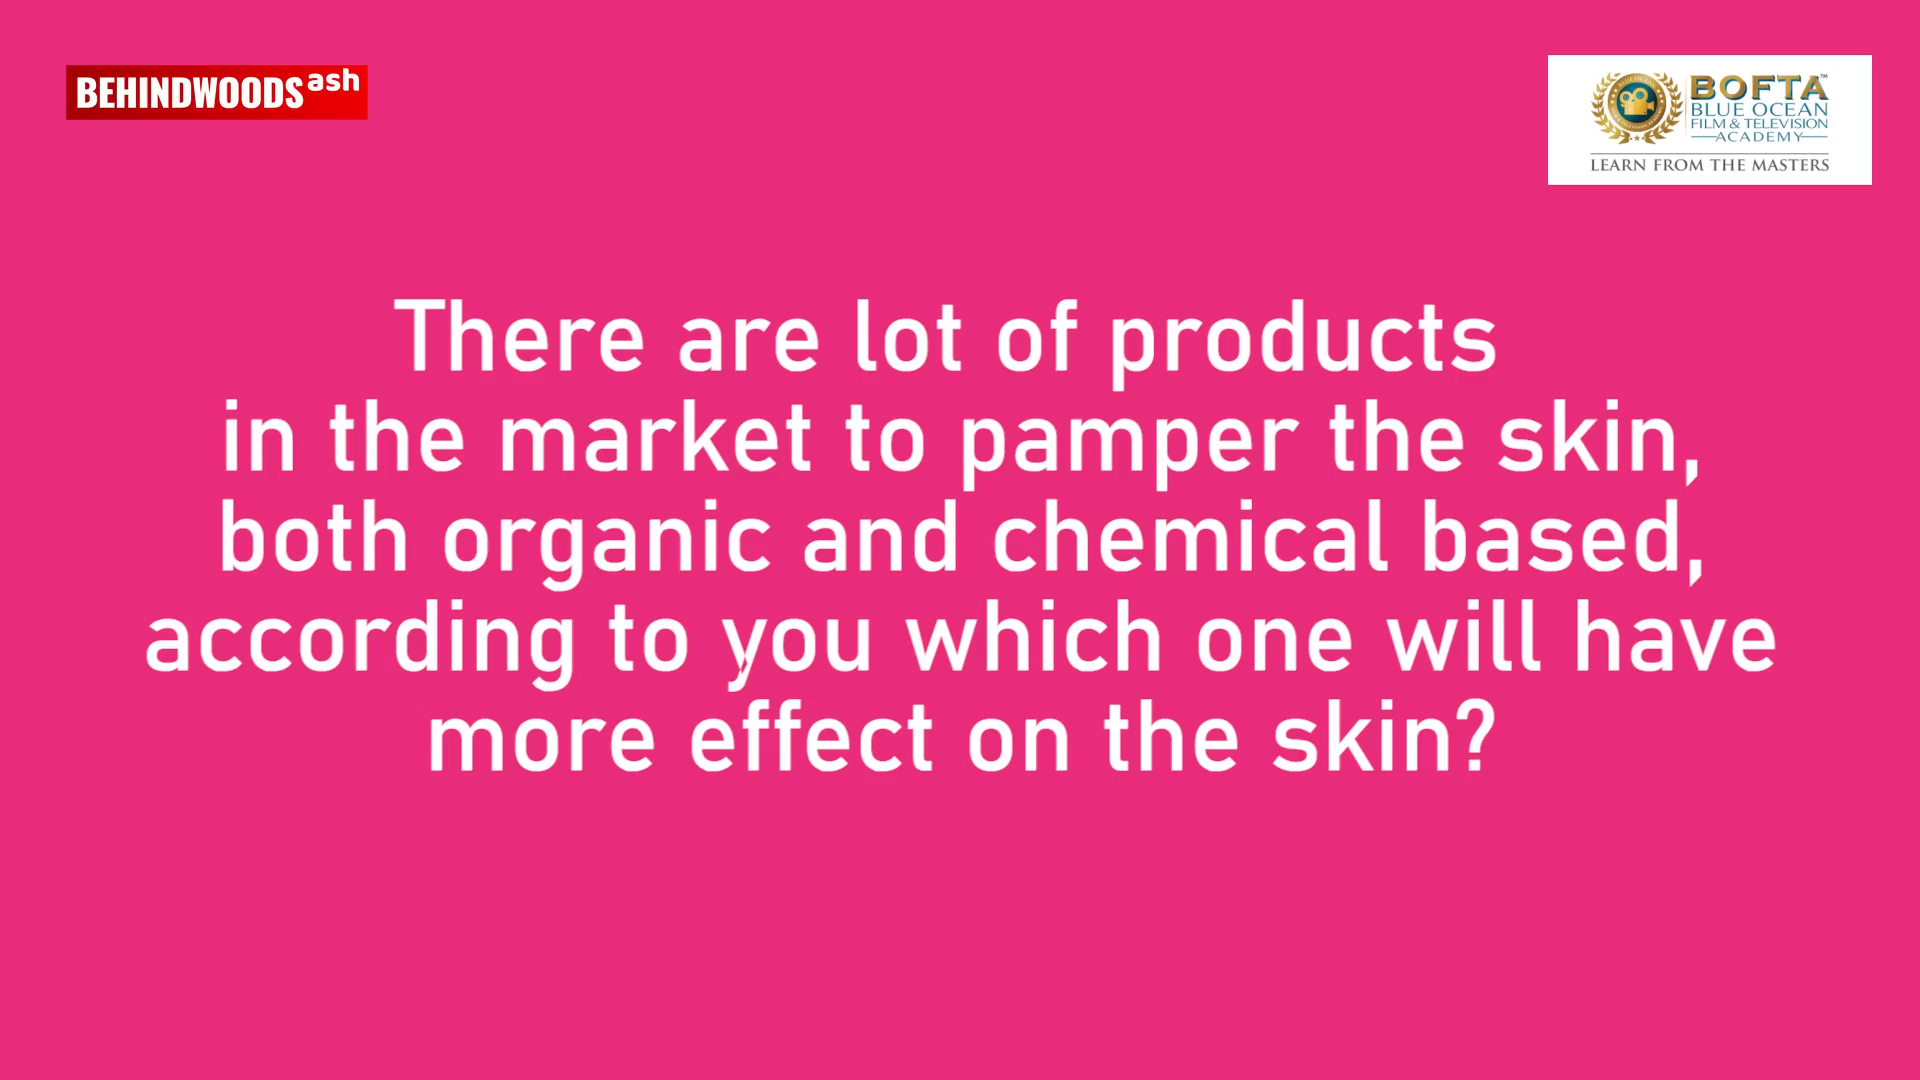 BEHINDWOODS ash
BOFTA™
BLUE OCEAN
FILM & TELEVISION
ACADEMY
LEARN FROM THE MASTERS
There are lot of products
in the market to pamper the skin,
both organic and chemical based,
according to you which one will have
more effect on the skin?